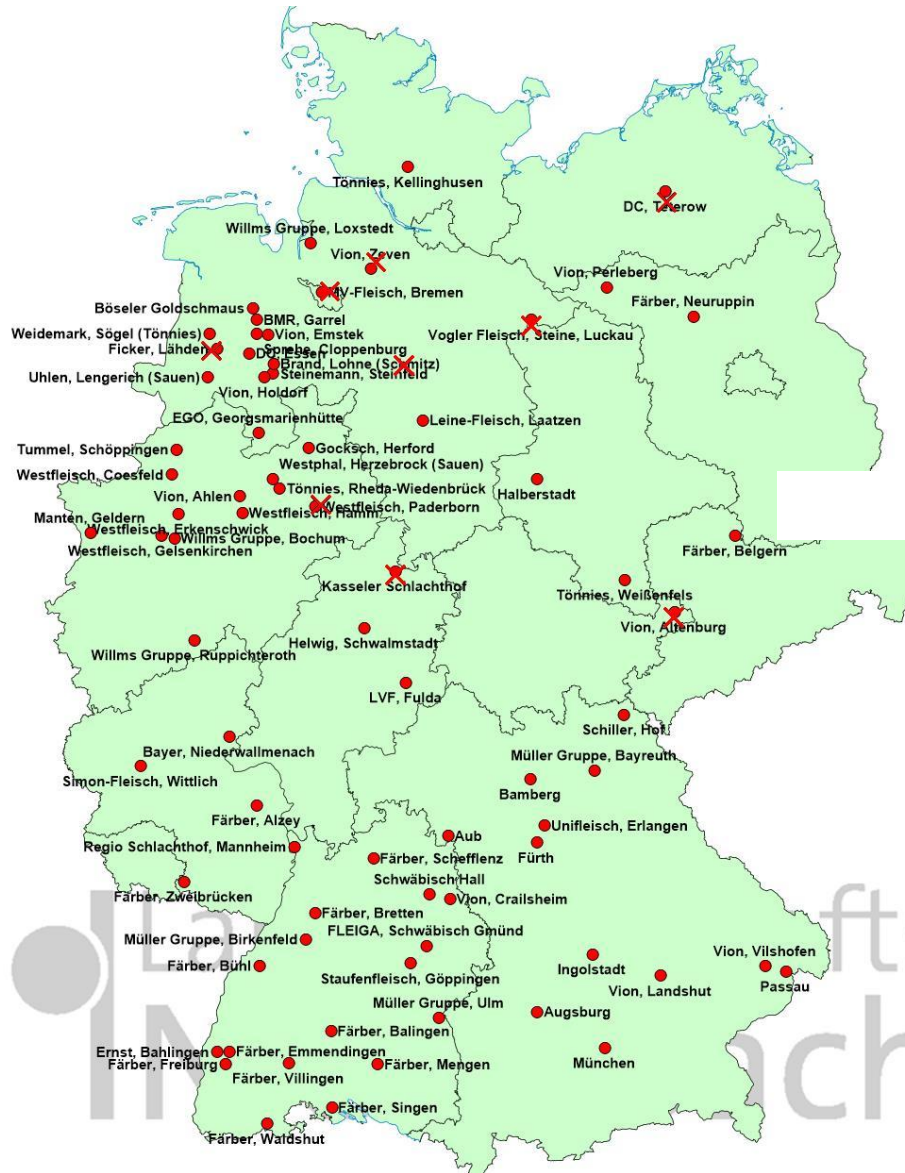 Tönnies, Kellinghusen
DC, Teterow
Willms Gruppe, Loxstedt
Vion, Zeven
Vion, Perleberg
MV-Fleisch, Bremen
Färber, Neuruppin
Böseler Goldschmaus
BMR, Garrel
Weidemark, Sögel (Tönnies)
Vion, Emstek
Vogler Fleisch, Steine, Luckau
Ficker, Lähden
Sprehe, Cloppenburg
DC, Essen
Brand, Lohne (Schmitz)
Uhlen, Lengerich (Sauen)
Steinemann, Steinfeld
Vion, Holdorf
EGO, Georgsmarienhütte
Leine-Fleisch, Laatzen
Tummel, Schöppingen
Gocksch, Herford
Westphal, Herzebrock (Sauen)
Westfleisch, Coesfeld
Halberstadt
Tönnies, Rheda-Wiedenbrück
Vion, Ahlen
Westfleisch, Paderborn
Manten, Geldern
Westfleisch, Hamm
Westfleisch, Erkenschwick
Willms Gruppe, Bochum
Färber, Belgern
Westfleisch, Gelsenkirchen
Kasseler Schlachthof
Tönnies, Weißenfels
Vion, Altenburg
Helwig, Schwalmstadt
Willms Gruppe, Ruppichteroth
LVF, Fulda
Schiller, Hof
Bayer, Niederwallmenach
Müller Gruppe, Bayreuth
Simon-Fleisch, Wittlich
Bamberg
Färber, Alzey
Unifleisch, Erlangen
Aub
Regio Schlachthof, Mannheim
Fürth
Färber, Schefflenz
Schwäbisch Hall
Färber, Zweibrücken
Vion, Crailsheim
Färber, Bretten
FLEIGA, Schwäbisch Gmünd
Müller Gruppe, Birkenfeld
Vion, Vilshofen
Färber, Bühl
Ingolstadt
Staufenfleisch, Göppingen
Passau
Vion, Landshut
Müller Gruppe, Ulm
Augsburg
Färber, Balingen
München
Ernst, Bahlingen
Färber, Emmendingen
Färber, Freiburg
Färber, Mengen
Färber, Villingen
Färber, Singen
Färber, Waldshut